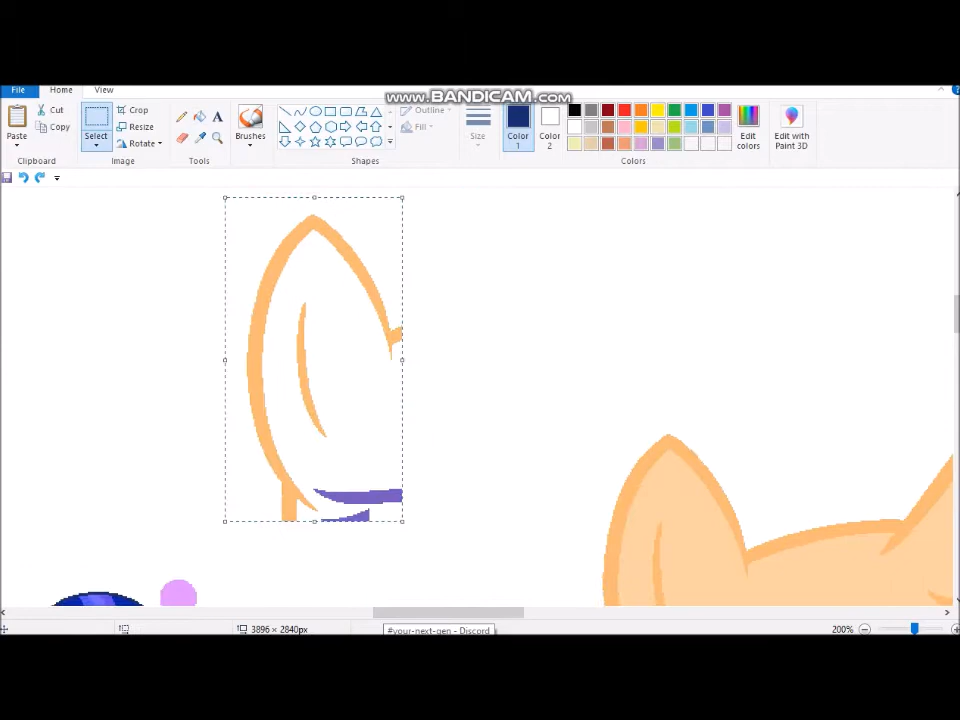 File Home View
www.BANDICAM.com
Cut
Copy
Paste
Clipboard
Select
Crop
Resize
Rotate
Image
A
Tools
Brushes
Outline
Fill
Shapes
Size
Color 1
Color 2
Edit colors
Colors
Edit with Paint 3D
3896 × 2840px
#your-next-gen - Discord
200%